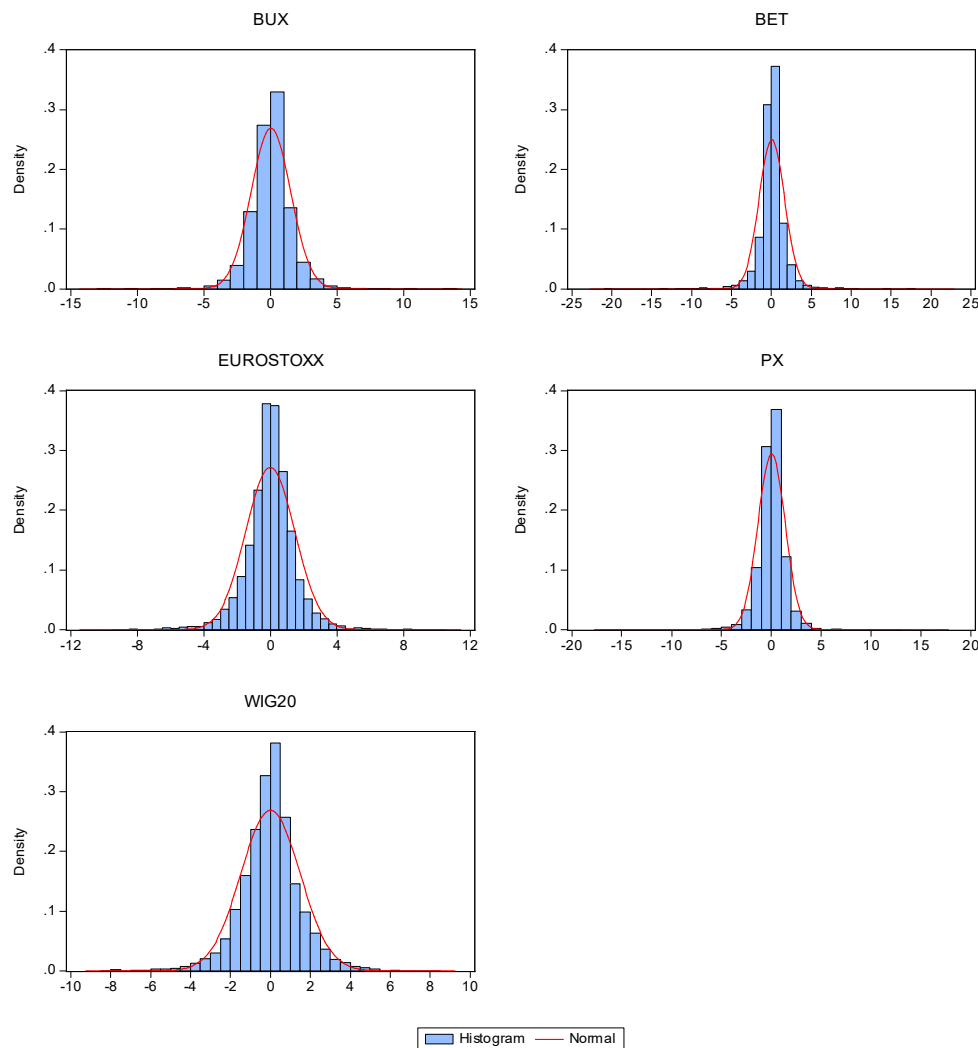 BUX
.4
.3
.2
.1
.0
Density
-15 -10 -5 0 5 10 15
BET
.4
.3
.2
.1
.0
Density
-25 -20 -15 -10 -5 0 5 10 15 20 25
EUROSTOXX
.4
.3
.2
.1
.0
Density
-12 -8 -4 0 4 8 12
PX
.4
.3
.2
.1
.0
Density
-20 -15 -10 -5 0 5 10 15 20
WIG20
.4
.3
.2
.1
.0
Density
-10 -8 -6 -4 -2 0 2 4 6 8 10
Histogram Normal